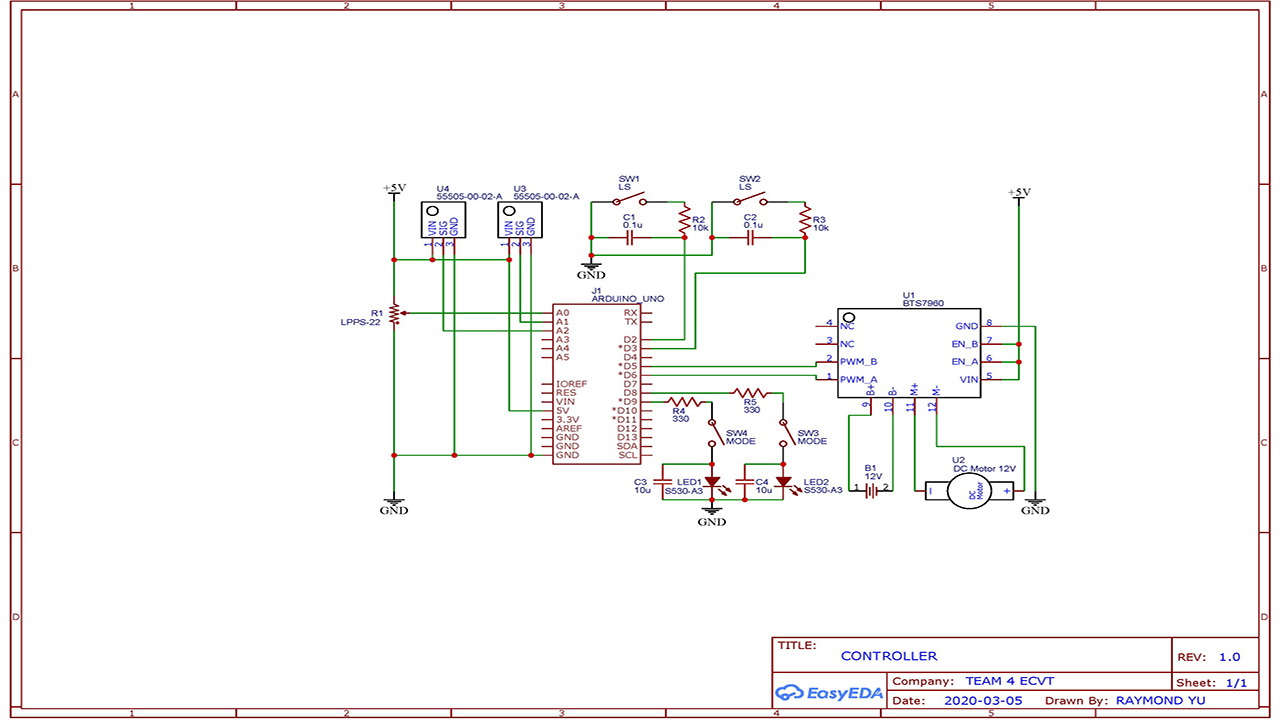 1 2 3 4 5
A A
B B
C C
D D
+5V
U4
55505-00-02-A
VIN SIG GND
1 2 3
U3
55505-00-02-A
VIN SIG GND
1 2 3
SW1
LS
C1
0.1u
R2
10k
SW2
LS
C2
0.1u
R3
10k
GND
+5V
R1
LPPS-22
GND
J1
ARDUINO_UNO
A0
A1
A2
A3
A4
A5
IOREF
RES
VIN
5V
3.3V
AREF
GND
GND
GND
RX
TX
D2
*D3
D4
*D5
*D6
D7
D8
*D9
*D10
*D11
D12
D13
SDA
SCL
U1
BTS7960
4 NC
3 NC
2 PWM_B
1 PWM_A
GND 8
EN_B 7
EN_A 6
VIN 5
B+ B- M+ M-
9 10 11 12
R4
330
R5
330
SW4
MODE
SW3
MODE
C3
10u
LED1
S530-A3
C4
10u
LED2
S530-A3
GND
B1
12V
1 2
U2
DC Motor 12V
DC
Motor
- +
GND
TITLE:
CONTROLLER
REV: 1.0
EasyEDA
Company: TEAM 4 ECVT
Sheet: 1/1
Date: 2020-03-05 Drawn By: RAYMOND YU
1 2 3 4 5